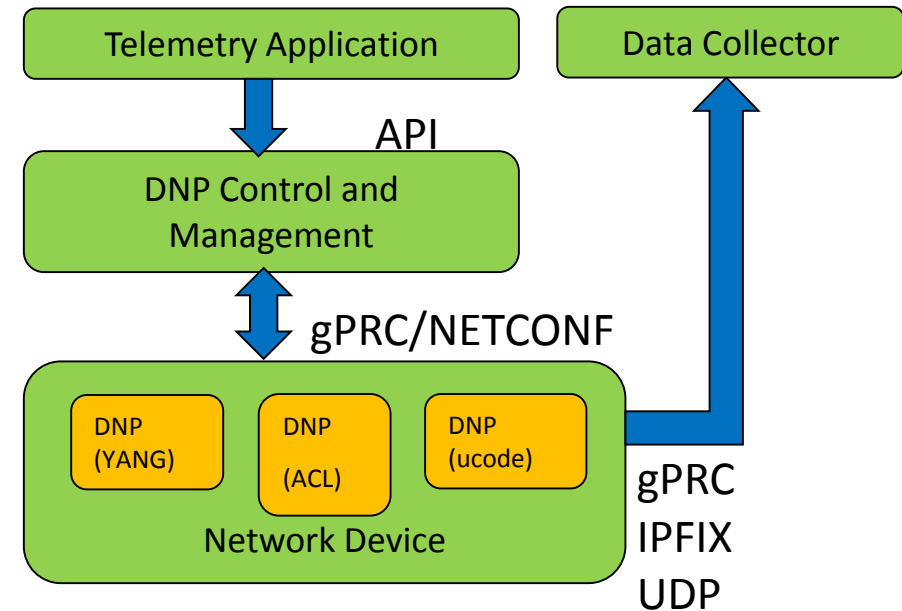 Telemetry Application
Data Collector
API
DNP Control and
Management
gPRC/NETCONF
DNP
(YANG)
DNP
(ACL)
DNP
(ucode)
Network Device
gPRC
IPFIX
UDP